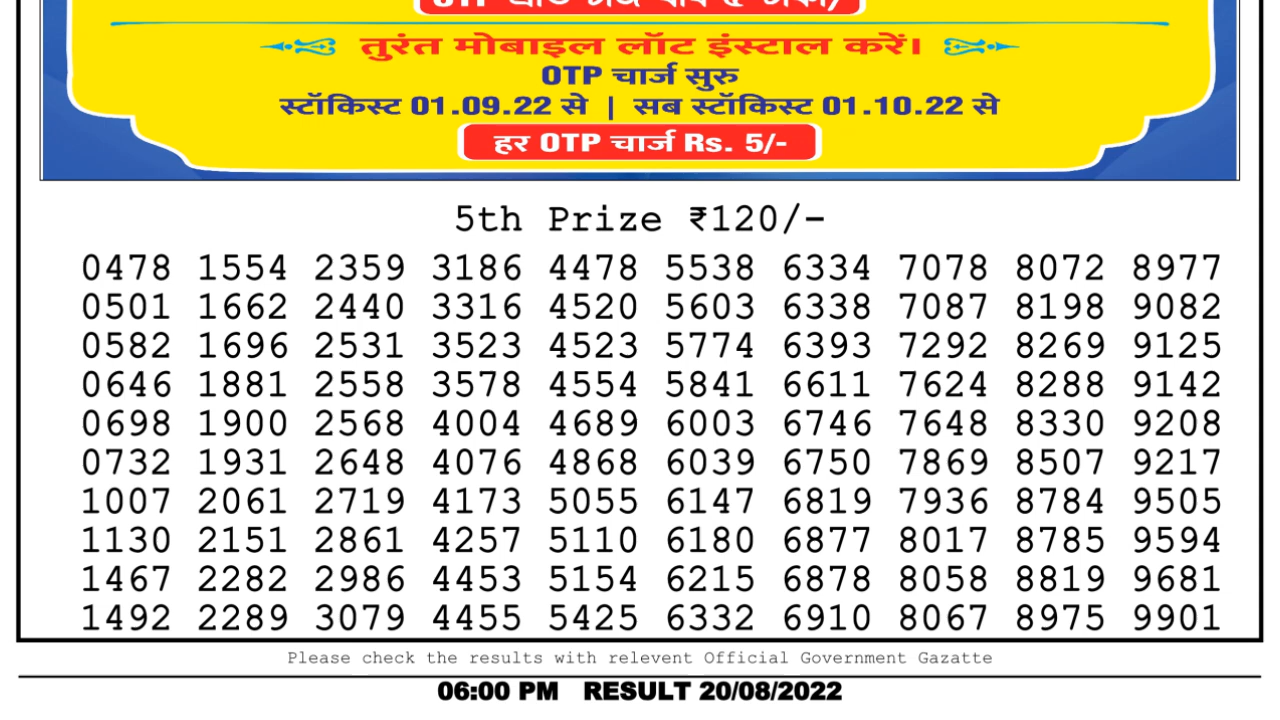 तुरंत मोबाइल लॉट इंस्टाल करें।
OTP चार्ज सुरु
स्टॉकिस्ट 01.09.22 से | सब स्टॉकिस्ट 01.10.22 से
हर OTP चार्ज Rs. 5/-
5th Prize ₹120/-
0478 1554 2359 3186 4478 5538 6334 7078 8072 8977
0501 1662 2440 3316 4520 5603 6338 7087 8198 9082
0582 1696 2531 3523 4523 5774 6393 7292 8269 9125
0646 1881 2558 3578 4554 5841 6611 7624 8288 9142
0698 1900 2568 4004 4689 6003 6746 7648 8330 9208
0732 1931 2648 4076 4868 6039 6750 7869 8507 9217
1007 2061 2719 4173 5055 6147 6819 7936 8784 9505
1130 2151 2861 4257 5110 6180 6877 8017 8785 9594
1467 2282 2986 4453 5154 6215 6878 8058 8819 9681
1492 2289 3079 4455 5425 6332 6910 8067 8975 9901
Please check the results with relevent Official Government Gazatte
06:00 PM RESULT 20/08/2022